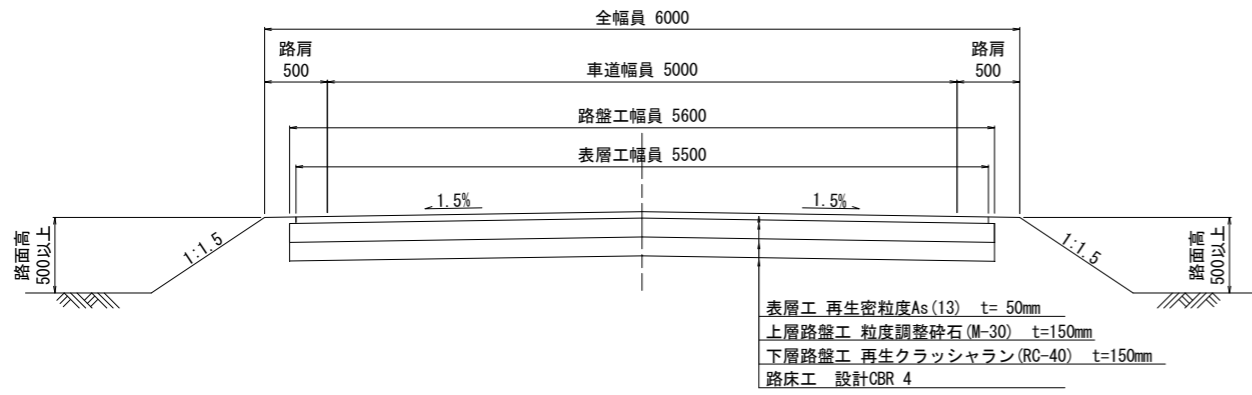 全幅員 6000
路肩
500
車道幅員 5000
路肩
500
路盤工幅員 5600
表層工幅員 5500
1.5%
1.5%
路面高
500以上
1:1.5
1:1.5
路面高
500以上
表層工 再生密粒度As(13) t= 50mm
上層路盤工 粒度調整砕石(M-30) t=150mm
下層路盤工 再生クラッシャラン(RC-40) t=150mm
路床工 設計CBR 4